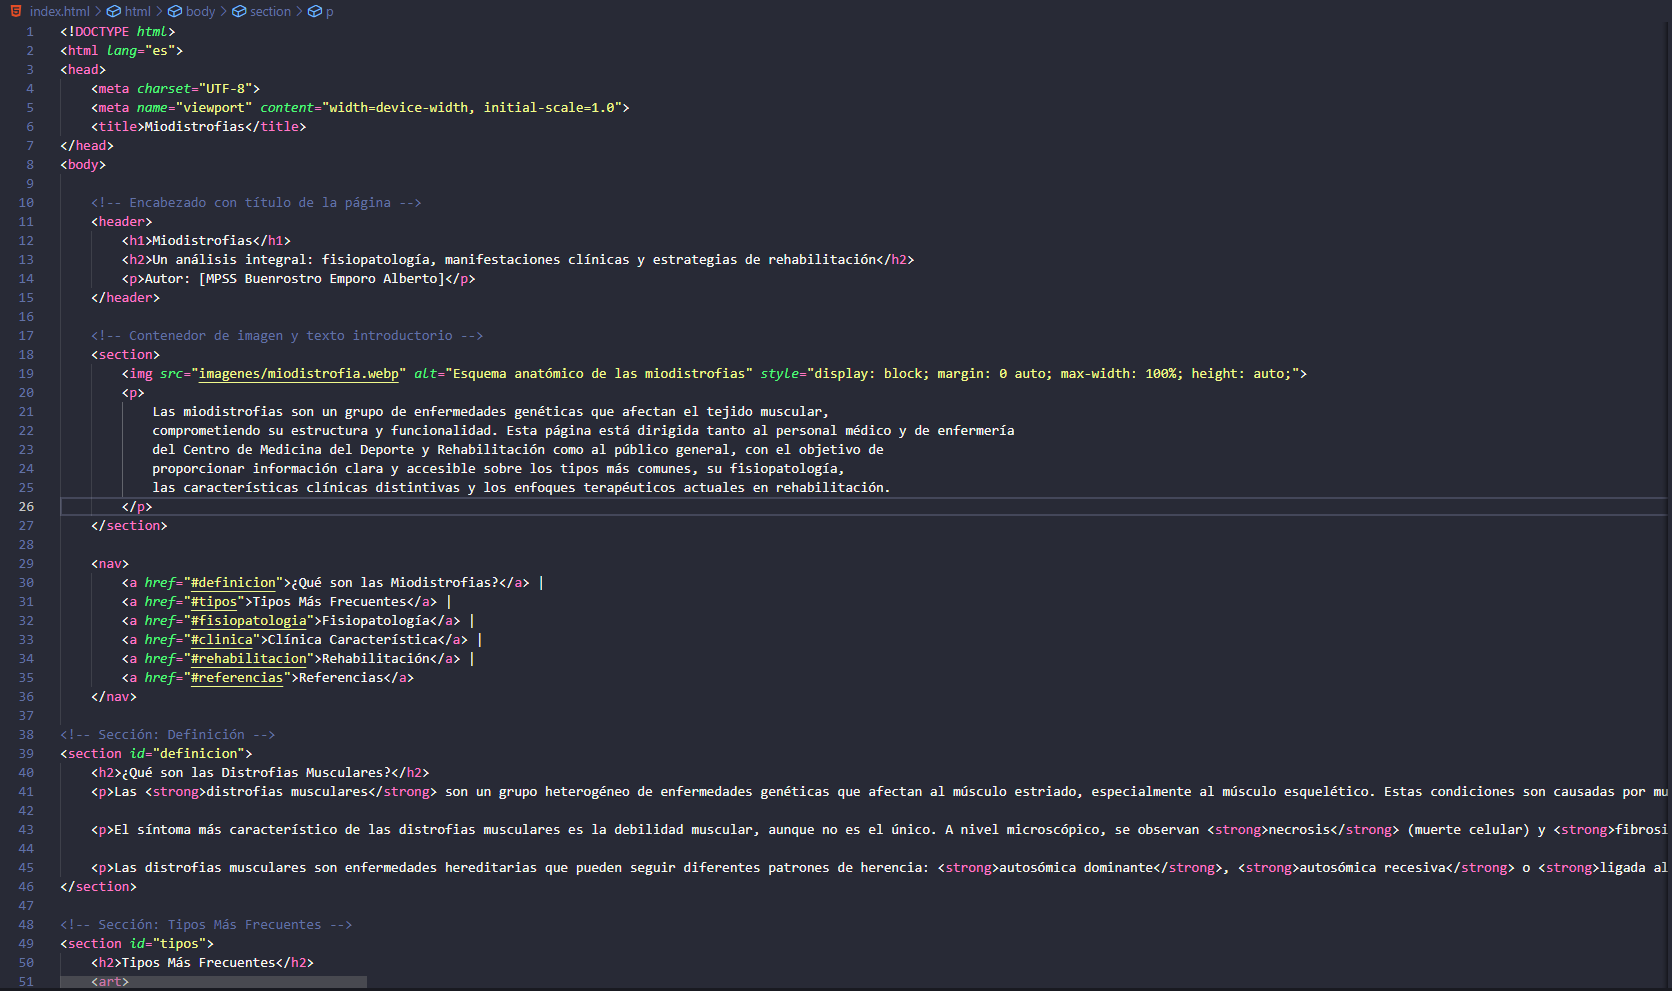 index.html > html > body > section > p
1 <!DOCTYPE html>
2 <html lang="es">
3 <head>
4 <meta charset="UTF-8">
5 <meta name="viewport" content="width=device-width, initial-scale=1.0">
6 <title>Miodistrofias</title>
7 </head>
8 <body>
9
10 <!-- Encabezado con título de la página -->
11 <header>
12 <h1>Miodistrofias</h1>
13 <h2>Un análisis integral: fisiopatología, manifestaciones clínicas y estrategias de rehabilitación</h2>
14 <p>Autor: [MPSS Buenrostro Emporo Alberto]</p>
15 </header>
16
17 <!-- Contenedor de imagen y texto introductorio -->
18 <section>
19 <img src="imagenes/miodistrofia.webp" alt="Esquema anatómico de las miodistrofias" style="display: block; margin: 0 auto; max-width: 100%; height: auto;">
20 <p>
21 Las miodistrofias son un grupo de enfermedades genéticas que afectan el tejido muscular,
22 comprometiendo su estructura y funcionalidad. Esta página está dirigida tanto al personal médico y de enfermería
23 del Centro de Medicina del Deporte y Rehabilitación como al público general, con el objetivo de
24 proporcionar información clara y accesible sobre los tipos más comunes, su fisiopatología,
25 las características clínicas distintivas y los enfoques terapéuticos actuales en rehabilitación.
26 </p>
27 </section>
28
29 <nav>
30 <a href="#definicion">¿Qué son las Miodistrofias?</a> |
31 <a href="#tipos">Tipos Más Frecuentes</a> |
32 <a href="#fisiopatologia">Fisiopatología</a> |
33 <a href="#clinica">Clínica Característica</a> |
34 <a href="#rehabilitacion">Rehabilitación</a> |
35 <a href="#referencias">Referencias</a>
36 </nav>
37
38 <!-- Sección: Definición -->
39 <section id="definicion">
40 <h2>¿Qué son las Distrofias Musculares?</h2>
41 <p>Las <strong>distrofias musculares</strong> son un grupo heterogéneo de enfermedades genéticas que afectan al músculo estriado, especialmente al músculo esquelético. Estas condiciones son causadas por mu
42
43 <p>El síntoma más característico de las distrofias musculares es la debilidad muscular, aunque no es el único. A nivel microscópico, se observan <strong>necrosis</strong> (muerte celular) y <strong>fibrosi
44
45 <p>Las distrofias musculares son enfermedades hereditarias que pueden seguir diferentes patrones de herencia: <strong>autosómica dominante</strong>, <strong>autosómica recesiva</strong> o <strong>ligada al
46 </section>
47
48 <!-- Sección: Tipos Más Frecuentes -->
49 <section id="tipos">
50 <h2>Tipos Más Frecuentes</h2>
51 <art>